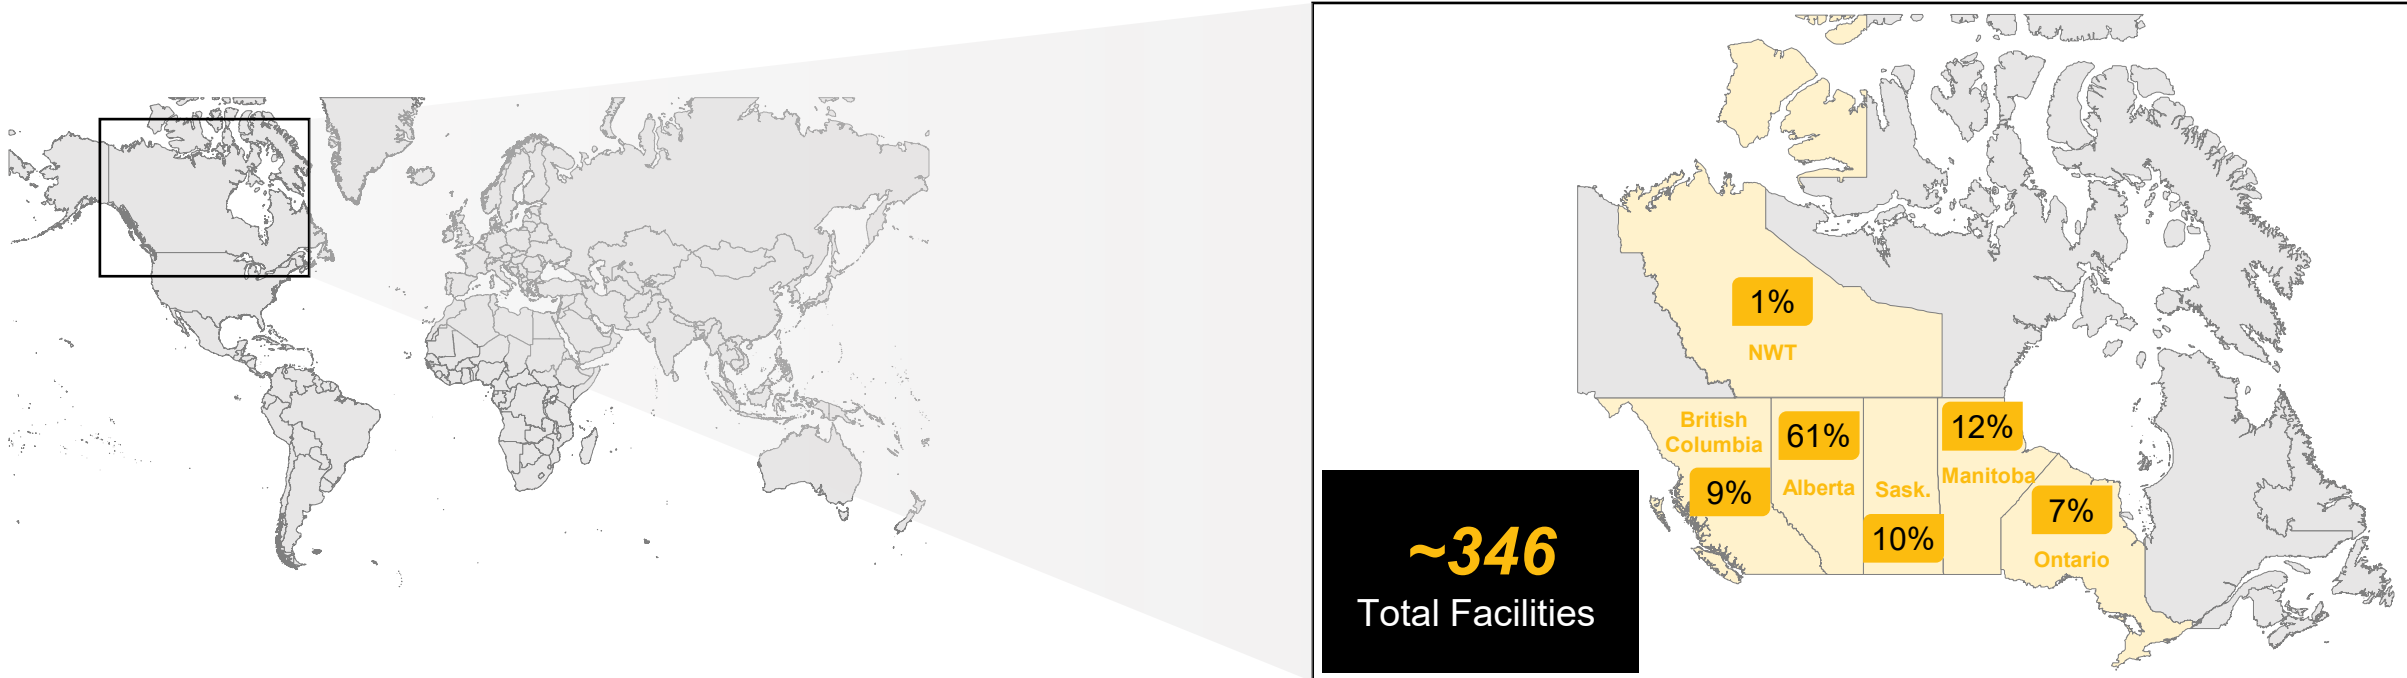 1%
NWT
British
Columbia
9%
61%
Alberta
Sask.
10%
12%
Manitoba
7%
Ontario
~346
Total Facilities